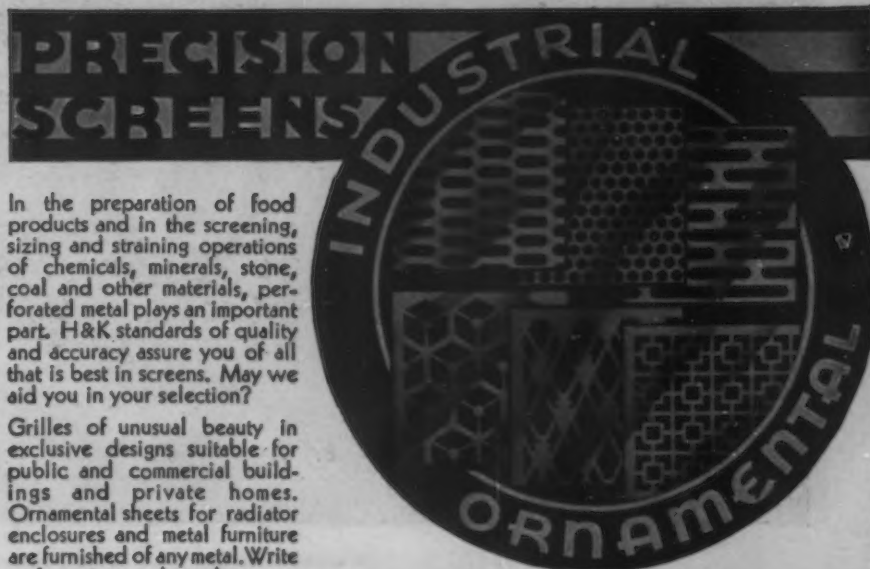 PRECISION
SCREENS
INDUSTRIAL
ORNAMENTAL
In the preparation of food
products and in the screening,
sizing and straining operations
of chemicals, minerals, stone,
coal and other materials, per-
forated metal plays an important
part. H&K standards of quality
and accuracy assure you of all
that is best in screens. May we
aid you in your selection?
Grilles of unusual beauty in
exclusive designs suitable for
public and commercial build-
ings and private homes.
Ornamental sheets for radiator
enclosures and metal furniture
are furnished of any metal. Write